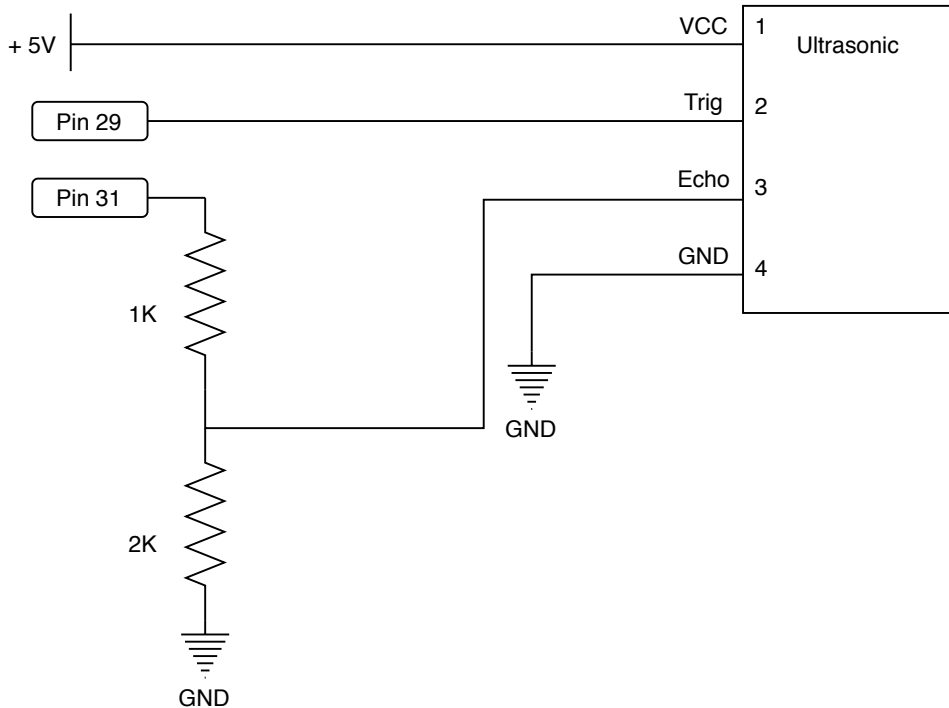 VCC
1
+ 5V
Ultrasonic
Trig
2
Pin 29
Echo
3
Pin 31
GND
4
1K
GND
2K
GND